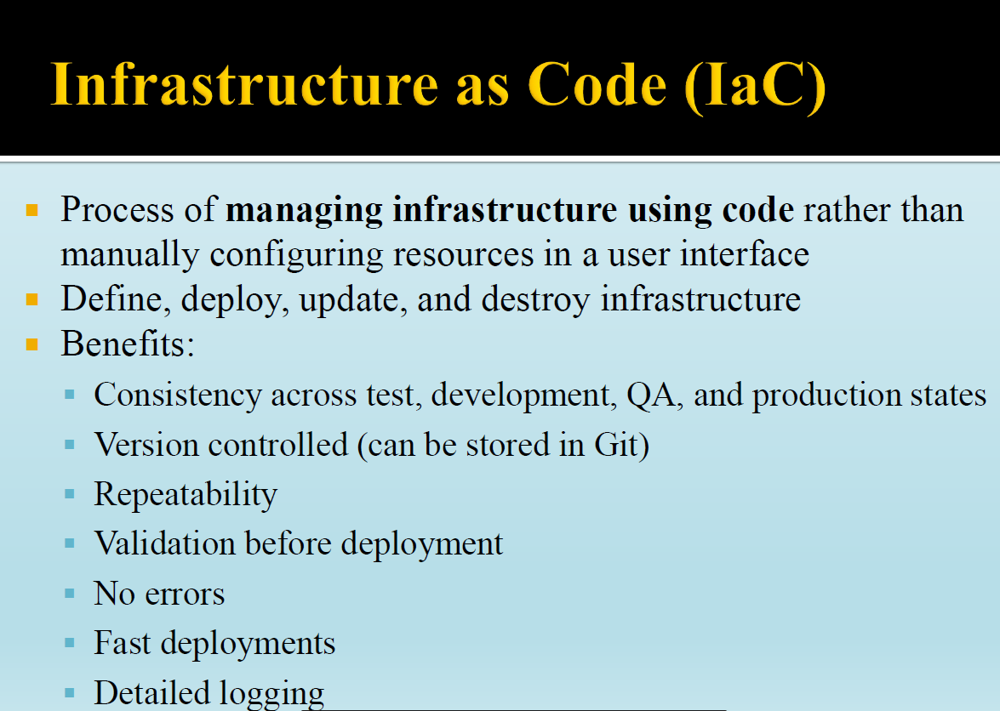 Infrastructure as Code (IaC)
Process of managing infrastructure using code rather than
manually configuring resources in a user interface
Define, deploy, update, and destroy infrastructure
Benefits:
Consistency across test, development, QA, and production states
Version controlled (can be stored in Git)
Repeatability
Validation before deployment
No errors
Fast deployments
Detailed logging